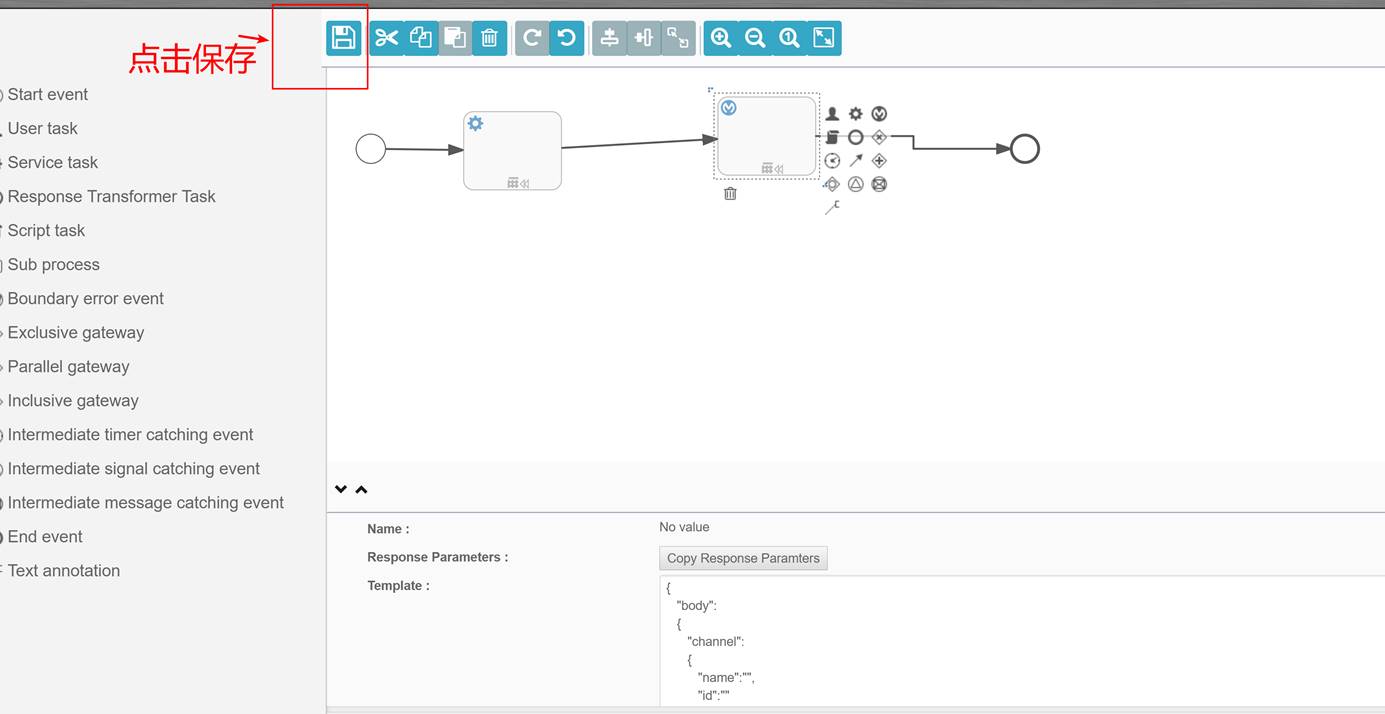 点击保存
Start event
User task
Service task
Response Transformer Task
Script task
Sub process
Boundary error event
Exclusive gateway
Parallel gateway
Inclusive gateway
Intermediate timer catching event
Intermediate signal catching event
Intermediate message catching event
End event
Text annotation
Name :
No value
Response Parameters :
Copy Response Paramters
Template :
{
"body":
{
"channel":
{
"name":"",
"id":""